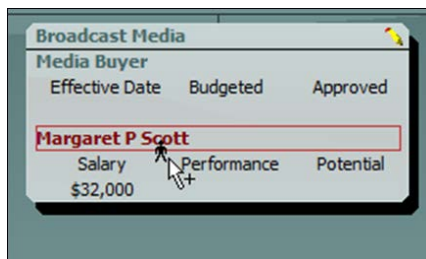 Broadcast Media
Media Buyer
Effective Date Budgeted Approved
Margaret P Scott
Salary Performance Potential
$32,000